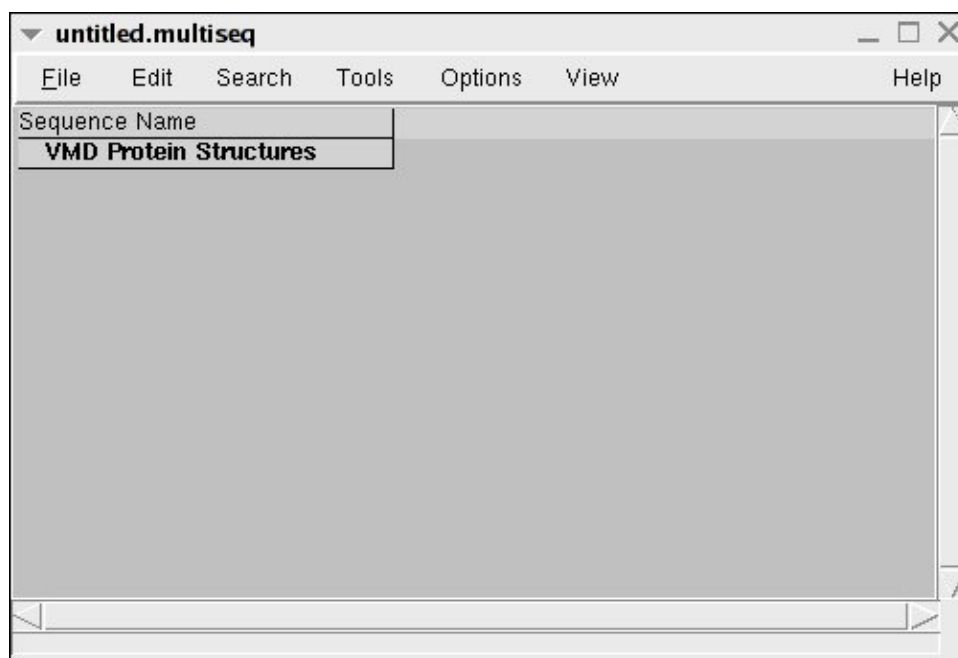 untitled.multiseq
File Edit Search Tools Options View Help
Sequence Name
VMD Protein Structures